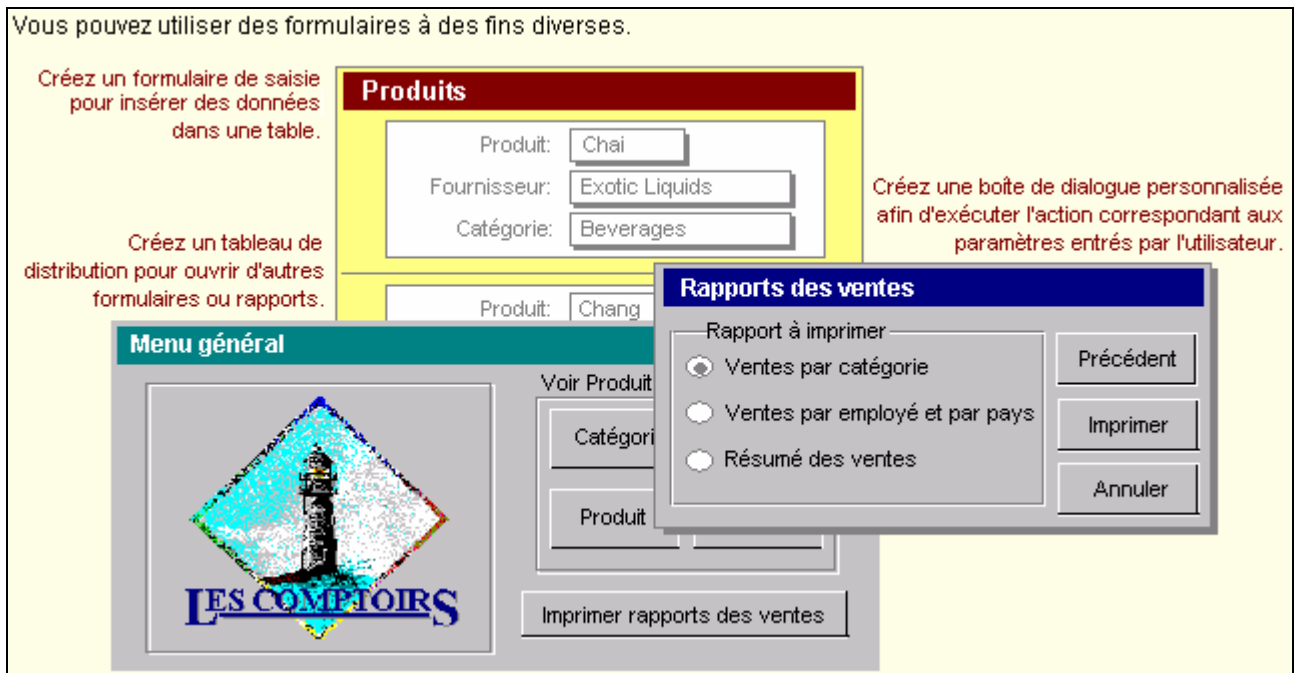 Vous pouvez utiliser des formulaires à des fins diverses.
Créez un formulaire de saisie
pour insérer des données
dans une table.
Produits
Produit: Chai
Fournisseur: Exotic Liquids
Catégorie: Beverages
Produit: Chang
Créez une boîte de dialogue personnalisée
afin d'exécuter l'action correspondant aux
paramètres entrés par l'utilisateur.
Créez un tableau de
distribution pour ouvrir d'autres
formulaires ou rapports.
Rapports des ventes
Rapport à imprimer
Ventes par catégorie
Ventes par employé et par pays
Résumé des ventes
Précédent
Imprimer
Annuler
Menu général
LES COMPTOIRS
Voir Produit
Catégori
Produit
Imprimer rapports des ventes